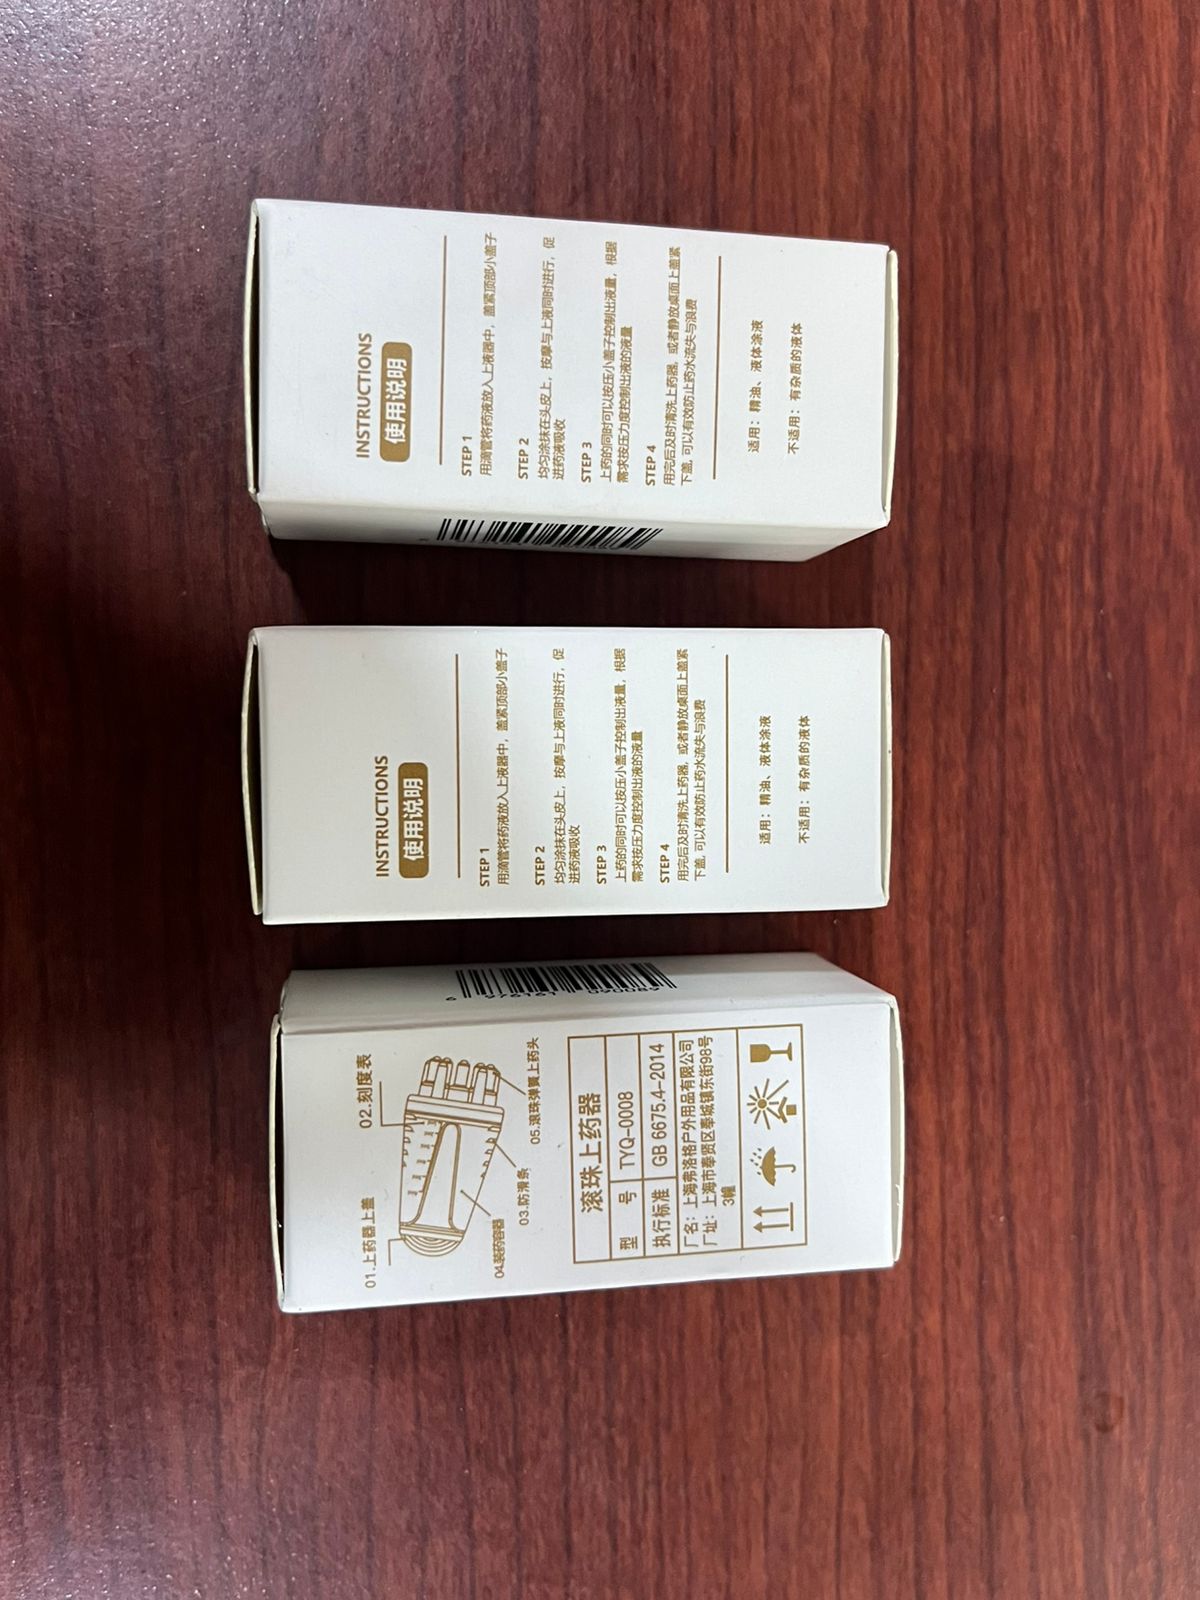 INSTRUCTIONS
使用说明
STEP 1
用滴管将药液放入上液器中，盖紧顶部小盖子
STEP 2
均匀涂抹在头皮上，按摩与上液同时进行，促
进药液吸收
STEP 3
上药的同时可以按压小盖子控制出液量，根据
需求按压力度控制出液的液量
STEP 4
用完后及时清洗上药器，或者静放桌面上盖紧
下盖，可以有效防止药水流失与浪费
适用：精油、液体涂液
不适用：有杂质的液体
INSTRUCTIONS
使用说明
STEP 1
用滴管将药液放入上液器中，盖紧顶部小盖子
STEP 2
均匀涂抹在头皮上，按摩与上液同时进行，促
进药液吸收
STEP 3
上药的同时可以按压小盖子控制出液量，根据
需求按压力度控制出液的液量
STEP 4
用完后及时清洗上药器，或者静放桌面上盖紧
下盖，可以有效防止药水流失与浪费
适用：精油、液体涂液
不适用：有杂质的液体
6 976161 090089
01.上药器上盖
02.刻度表
03.防滑条
04.装药容器
05.滚珠弹簧上药头
滚珠上药器
型 号 TYQ-0008
执行标准 GB 6675.4-2014
厂名：上海弗洛格户外用品有限公司
厂址：上海市奉贤区奉城镇东街98号
3幢